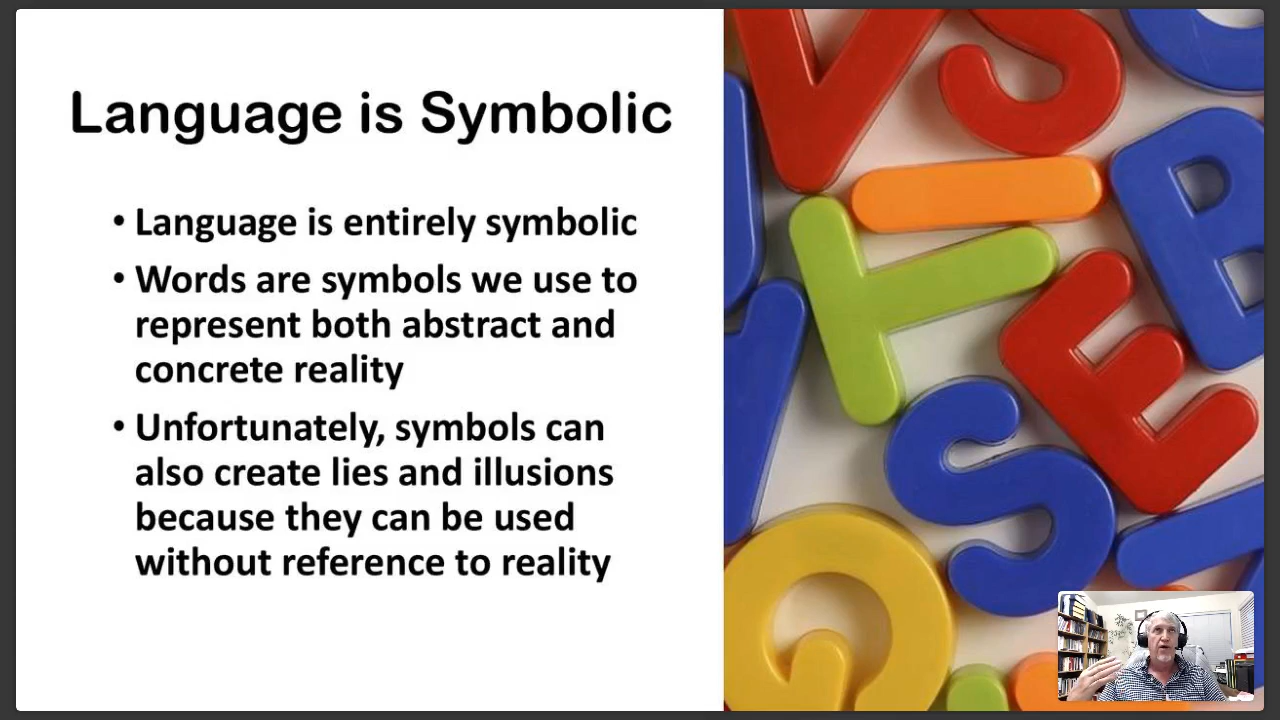 Language is Symbolic
• Language is entirely symbolic
• Words are symbols we use to
represent both abstract and
concrete reality
• Unfortunately, symbols can
also create lies and illusions
because they can be used
without reference to reality
S
B
T
E
S